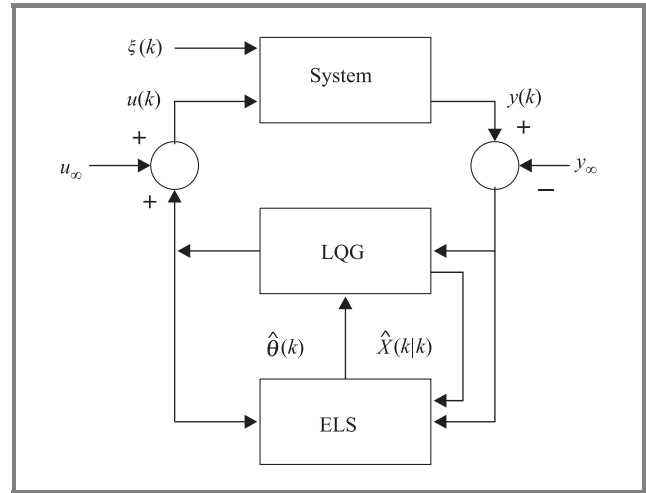 ξ(k)
System
u(k)
y(k)
+
+
u∞
y∞
+
−
LQG
θ̂(k)
X̂(k|k)
ELS